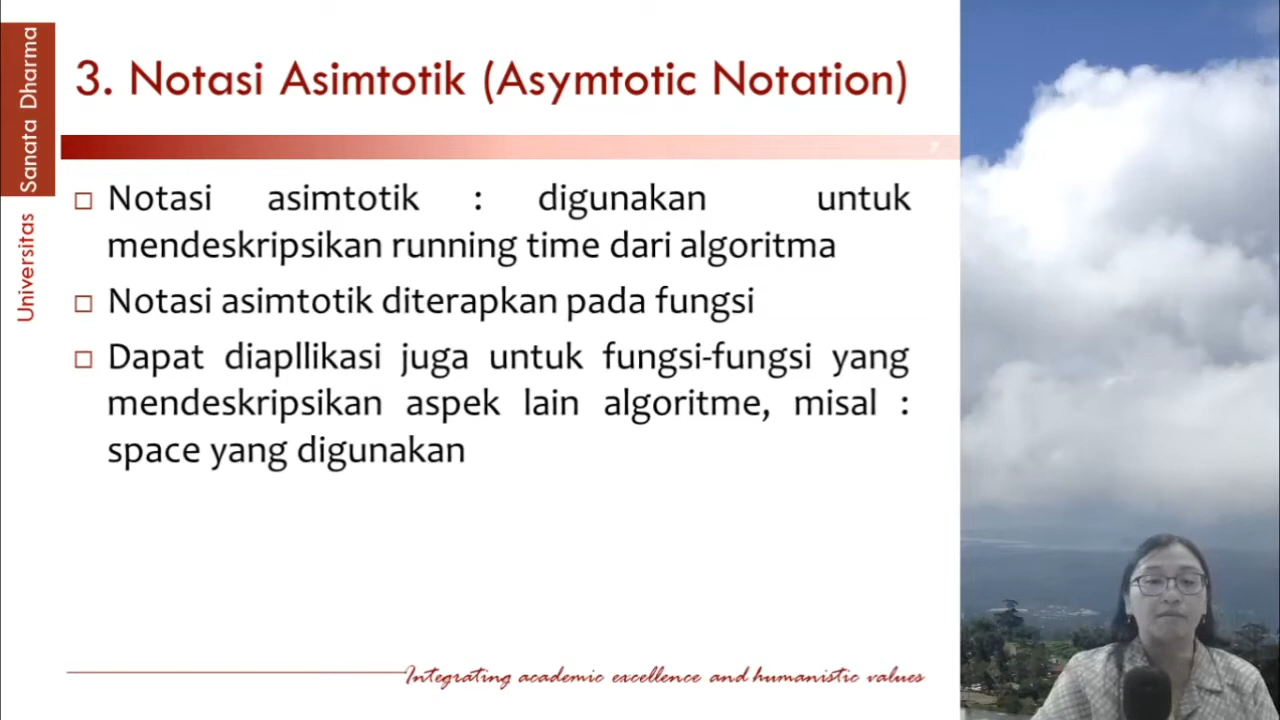 Universitas Sanata Dharma
3. Notasi Asimtotik (Asymtotic Notation)
7
□ Notasi asimtotik : digunakan untuk
mendeskripsikan running time dari algoritma
□ Notasi asimtotik diterapkan pada fungsi
□ Dapat diapllikasi juga untuk fungsi-fungsi yang
mendeskripsikan aspek lain algoritme, misal :
space yang digunakan
Integrating academic excellence and humanistic values